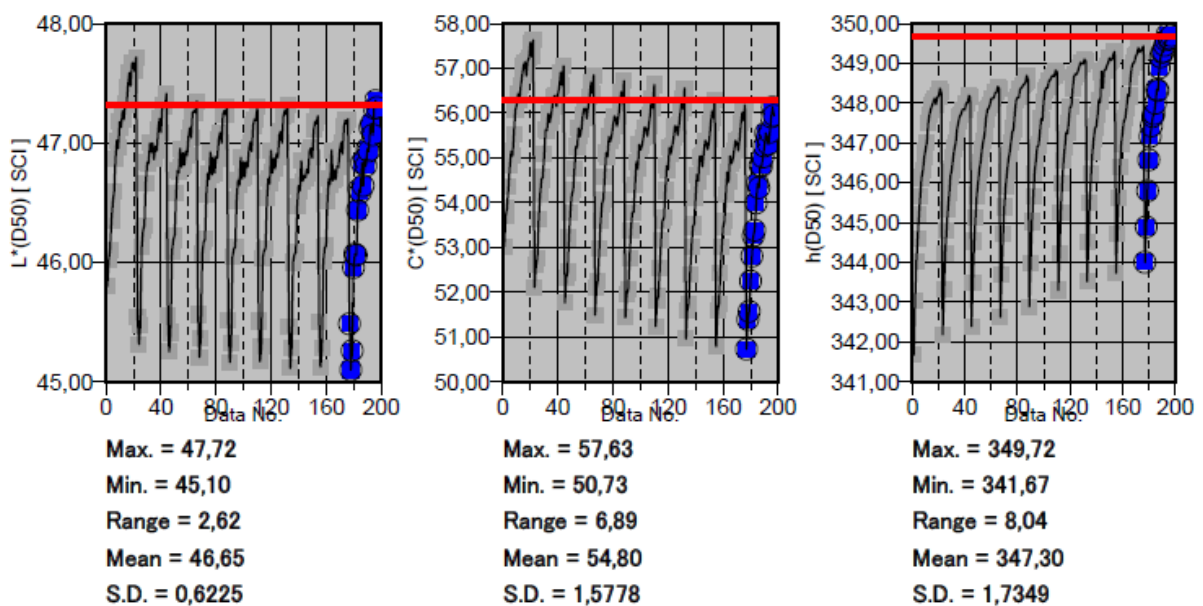 48,00
47,00
46,00
45,00
L*(D50) [ SCI ]
0 40 80 120 160 200
Data No.
Max. = 47,72
Min. = 45,10
Range = 2,62
Mean = 46,65
S.D. = 0,6225
58,00
57,00
56,00
55,00
54,00
53,00
52,00
51,00
50,00
C*(D50) [ SCI ]
0 40 80 120 160 200
Data No.
Max. = 57,63
Min. = 50,73
Range = 6,89
Mean = 54,80
S.D. = 1,5778
350,00
349,00
348,00
347,00
346,00
345,00
344,00
343,00
342,00
341,00
h(D50) [ SCI ]
0 40 80 120 160 200
Data No.
Max. = 349,72
Min. = 341,67
Range = 8,04
Mean = 347,30
S.D. = 1,7349